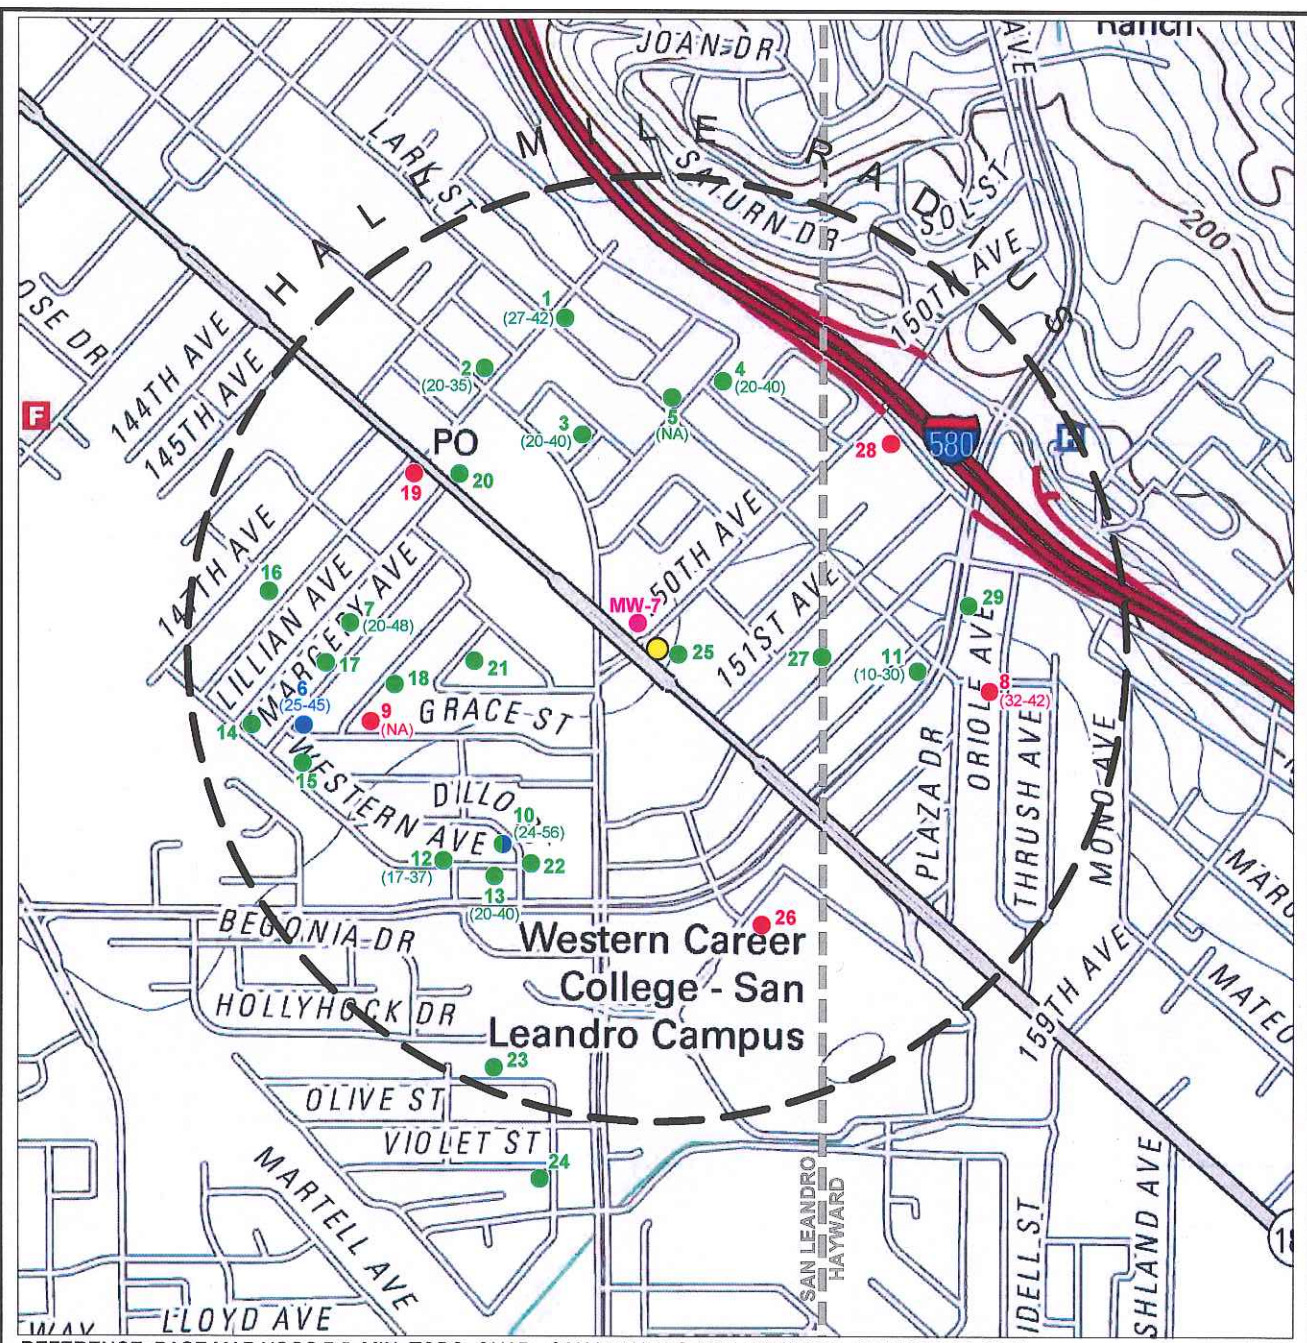 JOAN DR
AVE
Ranch
LARK ST
HALF MILE RADIUS
SATURN DR
SOL ST
200
150TH AVE
OSE DR
144TH AVE
145TH AVE
1
(27-42)
2
(20-35)
3
(20-40)
4
(20-40)
5
(NA)
F
PO
19
20
28
580
H
147TH AVE
LILLIAN AVE
MARGERY AVE
16
7
(20-48)
17
6
(25-45)
18
9
(NA)
14
15
21
GRACE ST
MW-7
150TH AVE
25
151ST AVE
27
11
(10-30)
29
8
(32-42)
ORIOLE AVE
PLAZA DR
THRUSH AVE
MONO AVE
WESTERN AVE
DILLO
10
(24-56)
12
(17-37)
13
(20-40)
22
26
BEGONIA DR
HOLLYHOCK DR
Western Career
College - San
Leandro Campus
159TH AVE
MATEO
23
OLIVE ST
VIOLET ST
24
MARTELL AVE
SAN LEANDRO
HAYWARD
IDELL ST
SHLAND AVE
18
LLOYD AVE
WAY